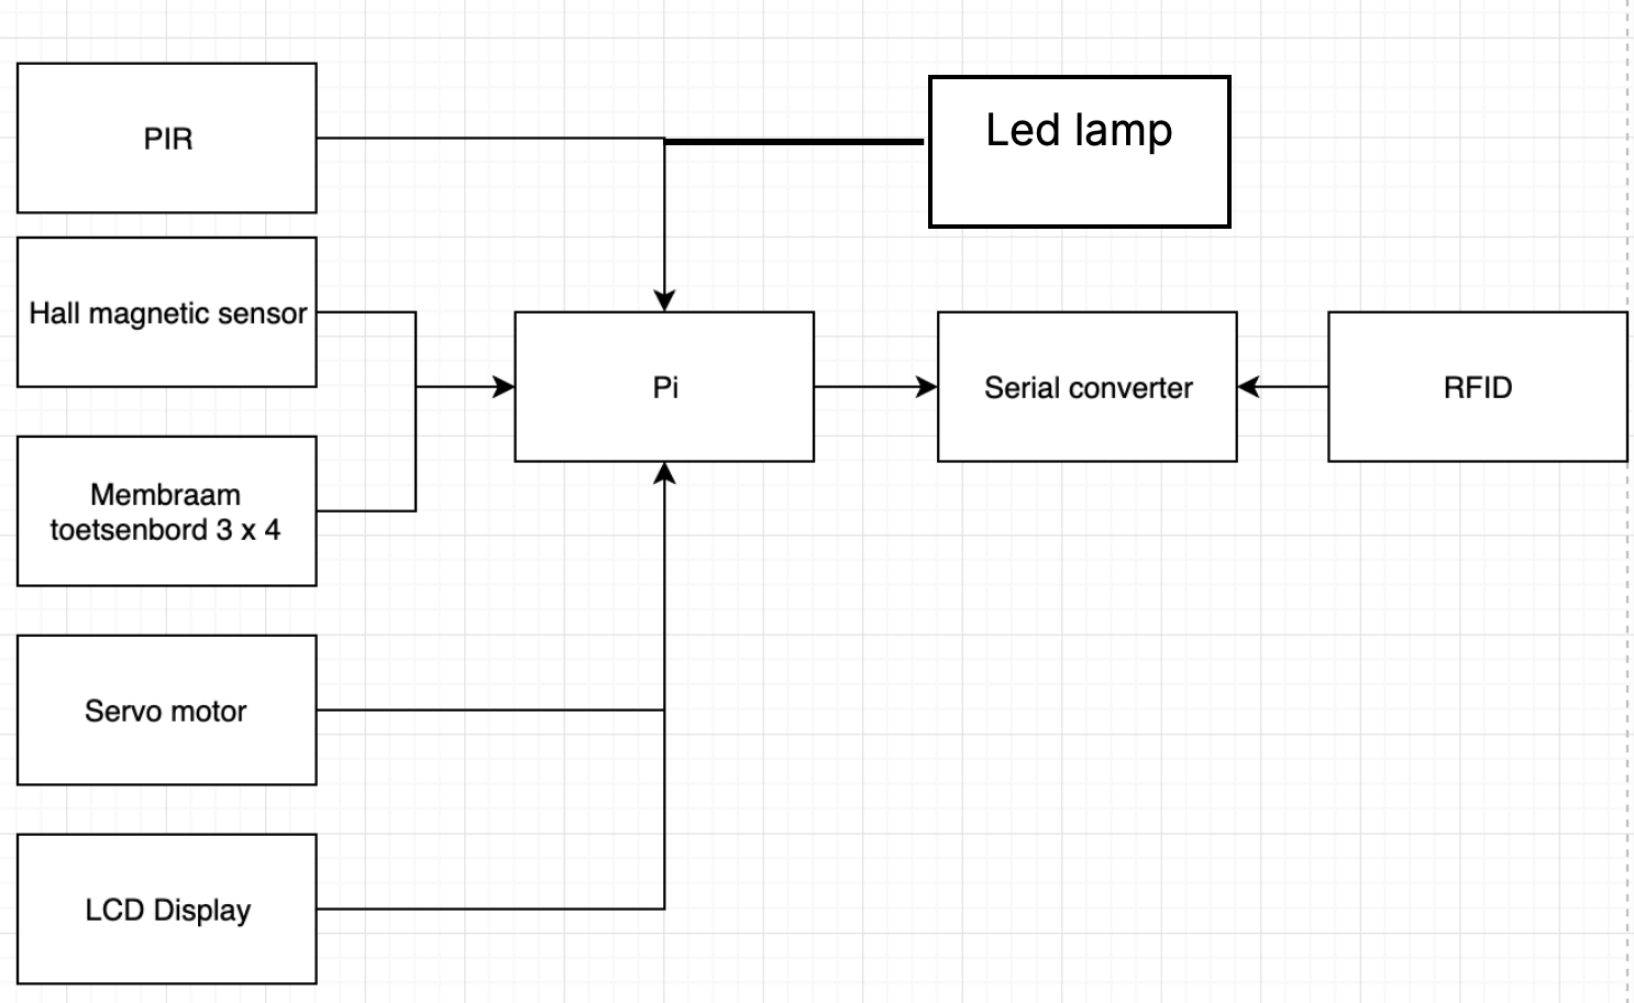 PIR
Led lamp
Hall magnetic sensor
Pi
Serial converter
RFID
Membraam
toetsenbord 3 x 4
Servo motor
LCD Display